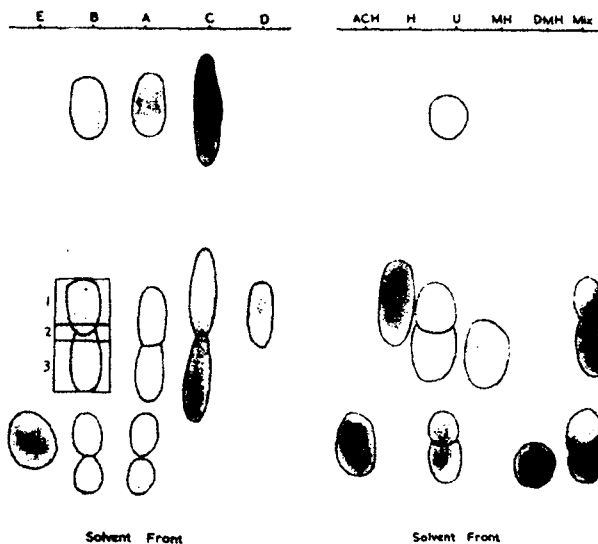 E B A C D
ACH H U MH DMH Mix
1
2
3
Solvent Front
Solvent Front